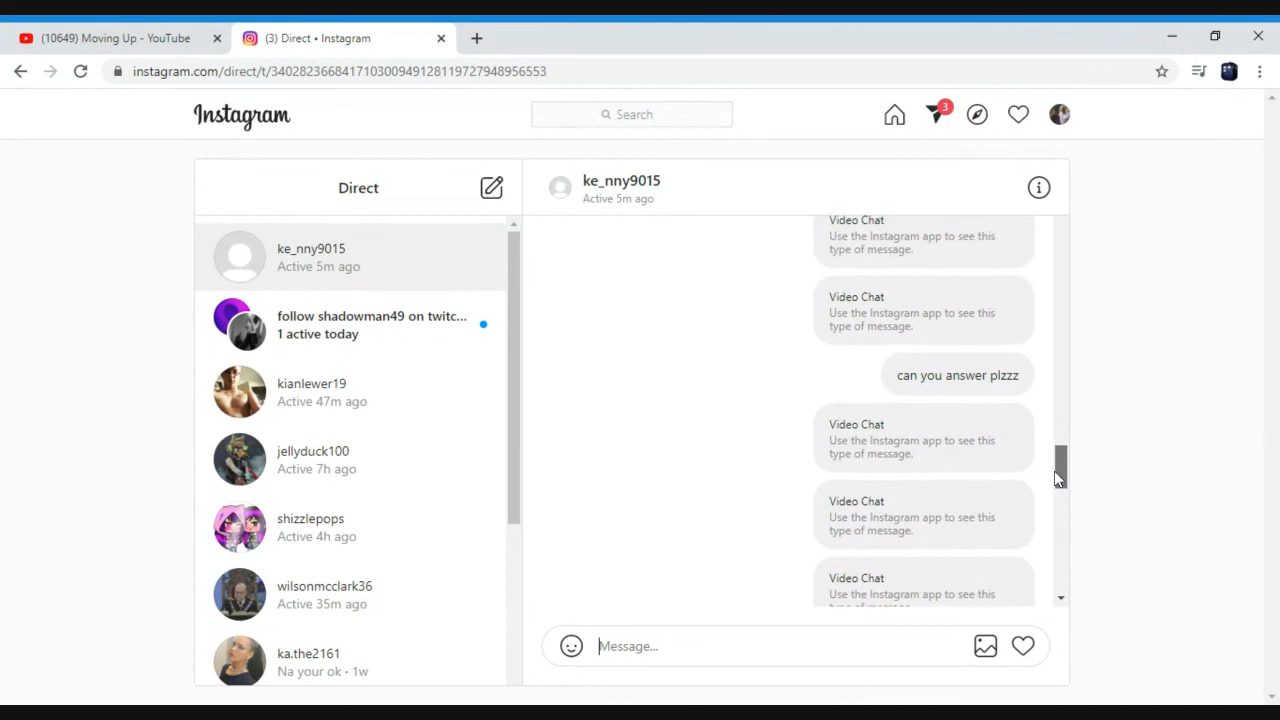 (10649) Moving Up - YouTube
(3) Direct • Instagram
instagram.com/direct/t/340282366841710300949128119727948956553
Instagram
Search
3
Direct
ke_nny9015
Active 5m ago
ke_nny9015
Active 5m ago
follow shadowman49 on twitc...
1 active today
kianlewer19
Active 47m ago
jellyduck100
Active 7h ago
shizzlepops
Active 4h ago
wilsonmcclark36
Active 35m ago
ka.the2161
Na your ok · 1w
Video Chat
Use the Instagram app to see this
type of message.
Video Chat
Use the Instagram app to see this
type of message.
can you answer plzzz
Video Chat
Use the Instagram app to see this
type of message.
Video Chat
Use the Instagram app to see this
type of message.
Video Chat
Use the Instagram app to see this
type of message.
Message...